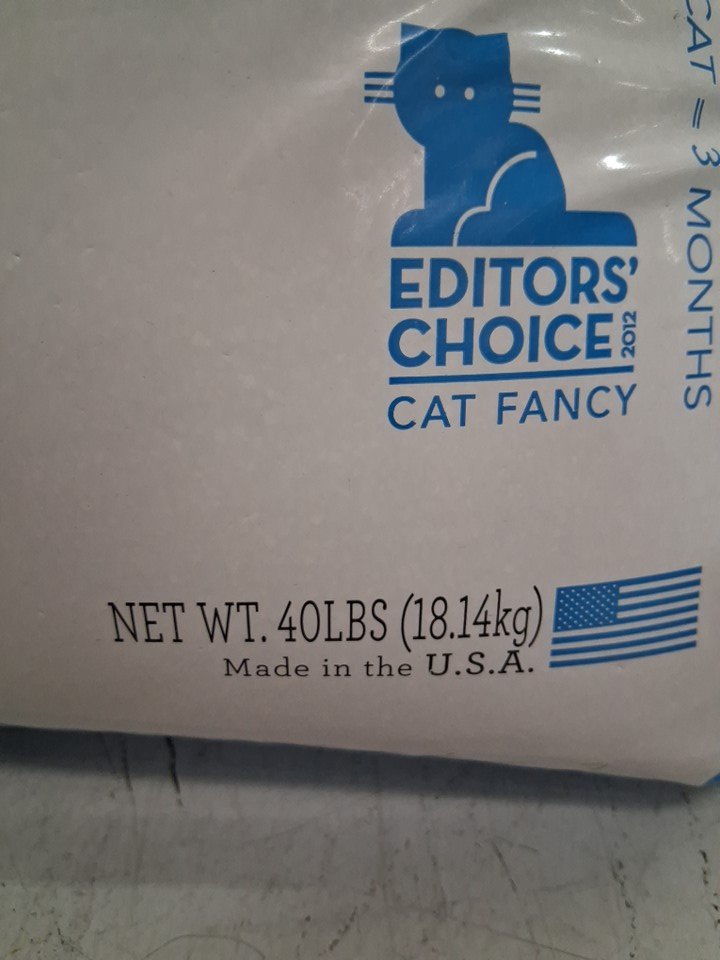 EDITORS'
CHOICE 2012
CAT FANCY
CAT = 3 MONTHS
NET WT. 40LBS (18.14kg)
Made in the U.S.A.